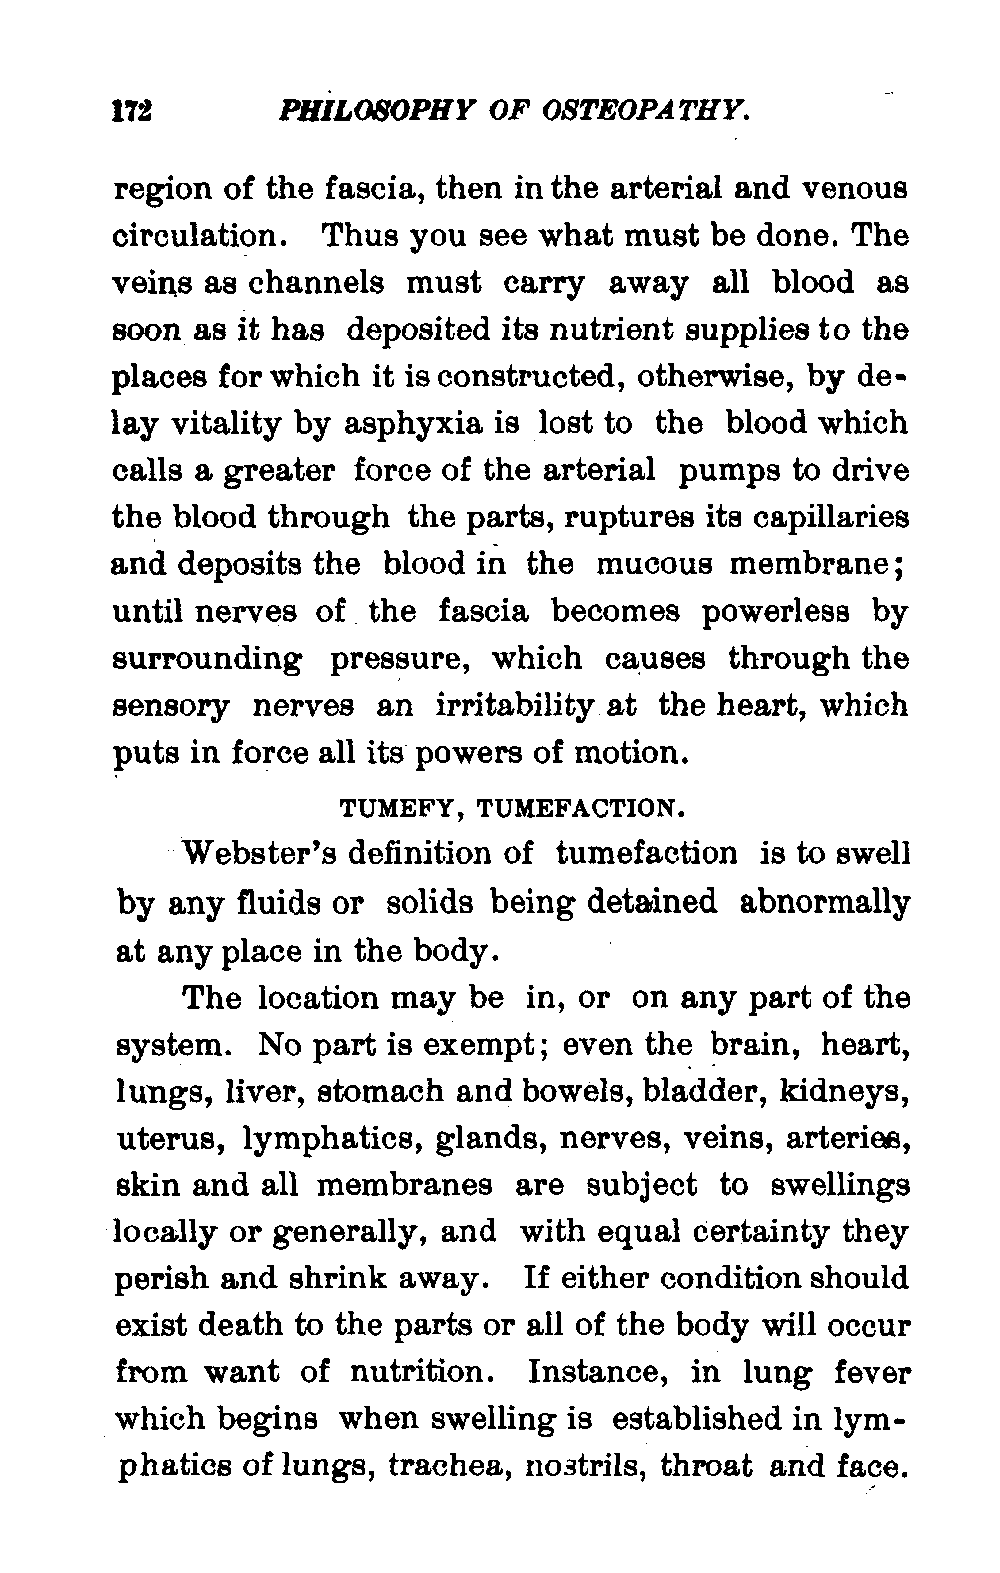 172 PHILOSOPHY OF OSTEOPATHY.
region of the fascia, then in the arterial and venous
circulation. Thus you see what must be done. The
veins as channels must carry away all blood as
soon as it has deposited its nutrient supplies to the
places for which it is constructed, otherwise, by de-
lay vitality by asphyxia is lost to the blood which
calls a greater force of the arterial pumps to drive
the blood through the parts, ruptures its capillaries
and deposits the blood in the mucous membrane;
until nerves of the fascia becomes powerless by
surrounding pressure, which causes through the
sensory nerves an irritability at the heart, which
puts in force all its powers of motion.
TUMEFY, TUMEFACTION.
Webster's definition of tumefaction is to swell
by any fluids or solids being detained abnormally
at any place in the body.
The location may be in, or on any part of the
system. No part is exempt; even the brain, heart,
lungs, liver, stomach and bowels, bladder, kidneys,
uterus, lymphatics, glands, nerves, veins, arteries,
skin and all membranes are subject to swellings
locally or generally, and with equal certainty they
perish and shrink away. If either condition should
exist death to the parts or all of the body will occur
from want of nutrition. Instance, in lung fever
which begins when swelling is established in lym-
phatics of lungs, trachea, nostrils, throat and face.